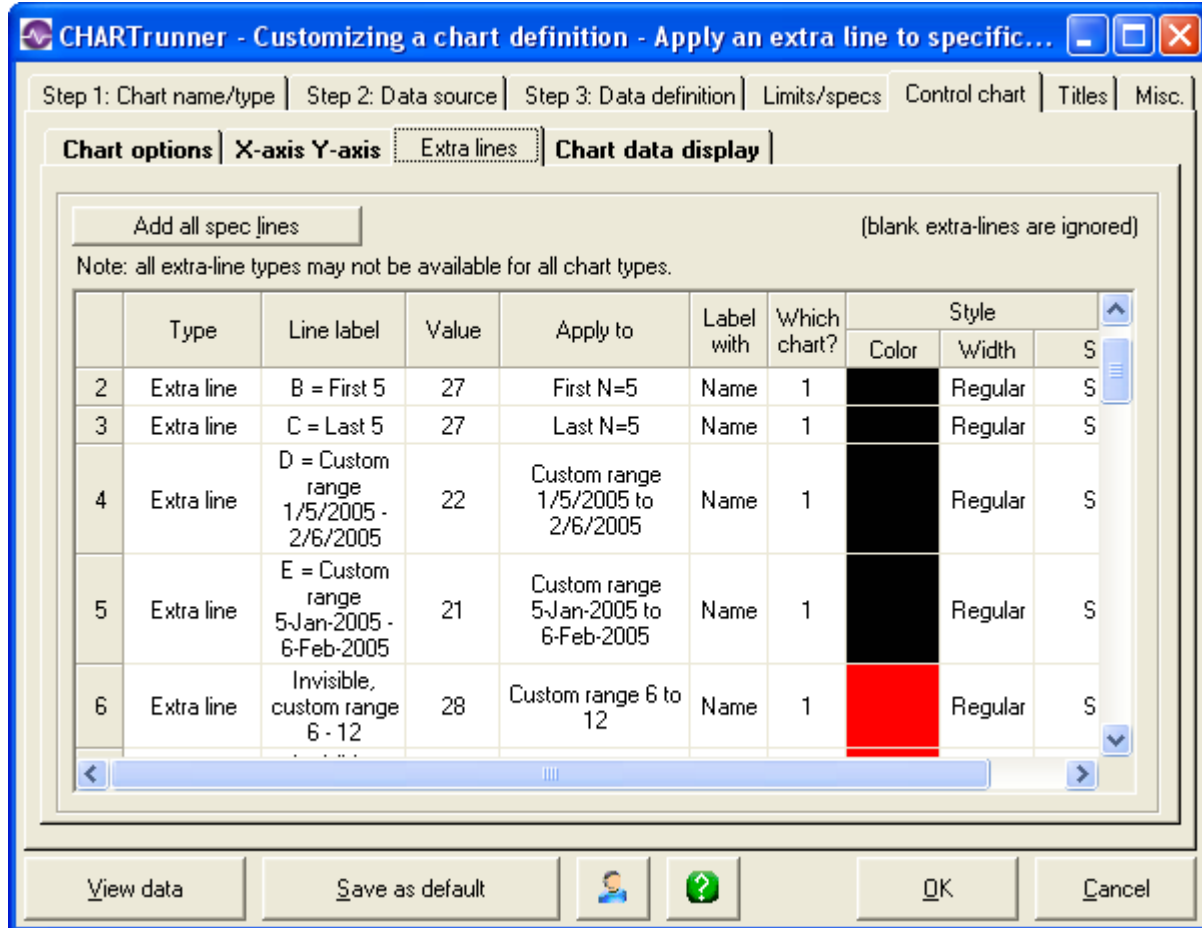 CHARTrunner - Customizing a chart definition - Apply an extra line to specific...
Step 1: Chart name/type Step 2: Data source Step 3: Data definition Limits/specs Control chart Titles Misc.
Chart options X-axis Y-axis Extra lines Chart data display
Add all spec lines (blank extra-lines are ignored)
Note: all extra-line types may not be available for all chart types.
Type Line label Value Apply to Label with Which chart? Style
Color Width S
2 Extra line B = First 5 27 First N=5 Name 1 Regular S
3 Extra line C = Last 5 27 Last N=5 Name 1 Regular S
4 Extra line D = Custom range 1/5/2005 - 2/6/2005 22 Custom range 1/5/2005 to 2/6/2005 Name 1 Regular S
5 Extra line E = Custom range 5-Jan-2005 - 6-Feb-2005 21 Custom range 5-Jan-2005 to 6-Feb-2005 Name 1 Regular S
6 Extra line Invisible, custom range 6 - 12 28 Custom range 6 to 12 Name 1 Regular S
View data Save as default OK Cancel